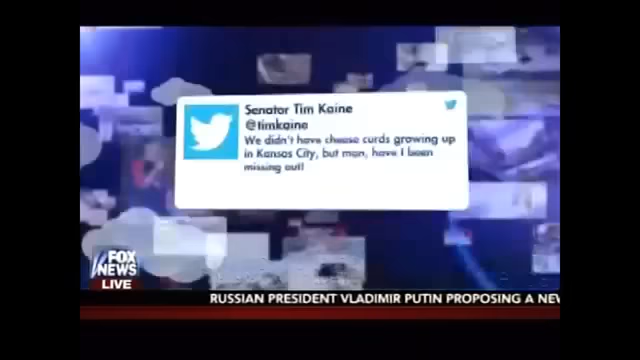 Senator Tim Kaine
@timkaine
We didn't have cheese curds growing up
in Kansas City, but man, have I been
missing out!
FOX
NEWS
LIVE
RUSSIAN PRESIDENT VLADIMIR PUTIN PROPOSING A NEW